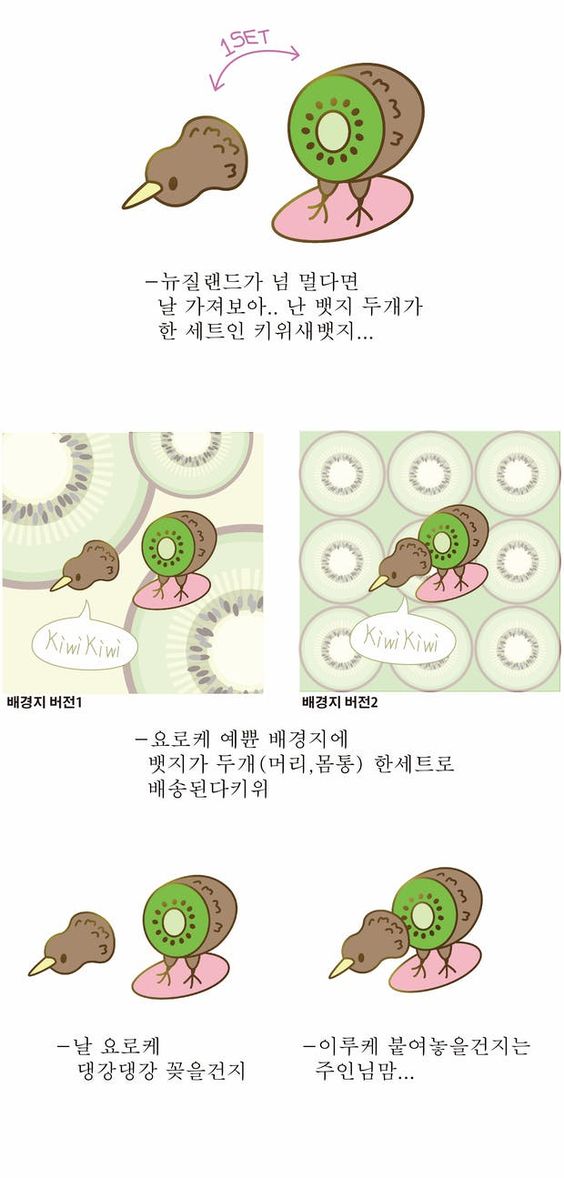 1SET
-뉴질랜드가 넘 멀다면
날 가져보아.. 난 뱃지 두개가
한 세트인 키위새뱃지...
Kiwi Kiwi
Kiwi Kiwi
배경지 버전1
배경지 버전2
-요로케 예쁜 배경지에
뱃지가 두개(머리,몸통) 한세트로
배송된다키위
-날 요로케
댕강댕강 꽂을건지
-이루케 붙여놓을건지는
주인님맘...